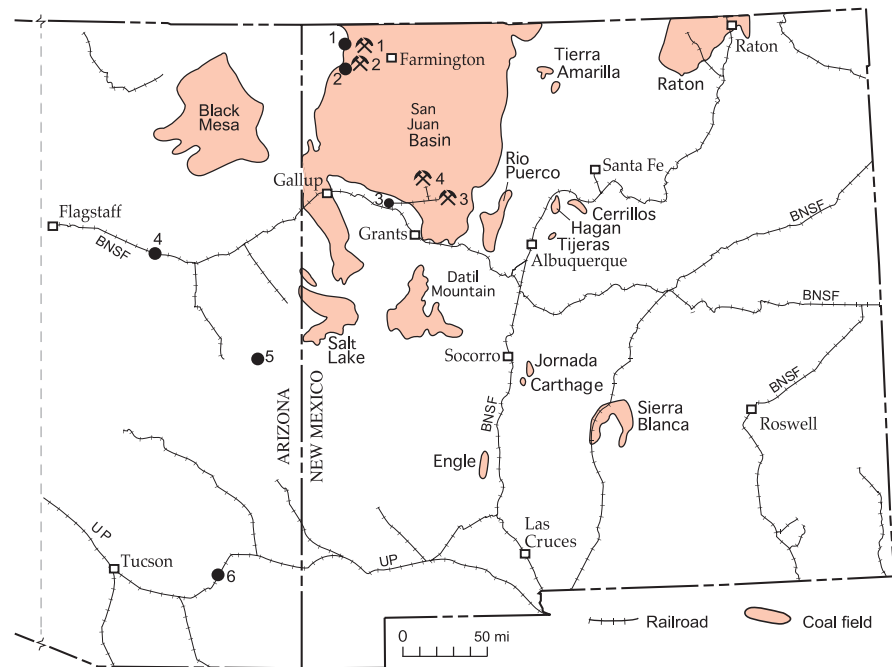 1
1
2
2
Farmington
Tierra
Amarilla
Raton
Raton
Black
Mesa
San
Juan
Basin
Rio
Puerco
Santa Fe
4
3
3
Gallup
Flagstaff
BNSF
4
Grants
Cerrillos
Hagan
Tijeras
Albuquerque
BNSF
Datil
Mountain
BNSF
Salt
Lake
5
Socorro
Jornada
Carthage
BNSF
BNSF
Sierra
Blanca
Roswell
ARIZONA
NEW MEXICO
Engle
UP
Tucson
6
UP
Las
Cruces
0 50 mi
Railroad
Coal field